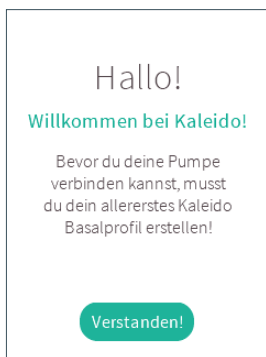 Hallo!
Willkommen bei Kaleido!
Bevor du deine Pumpe
verbinden kannst, musst
du dein allererstes Kaleido
Basalprofil erstellen!
Verstanden!